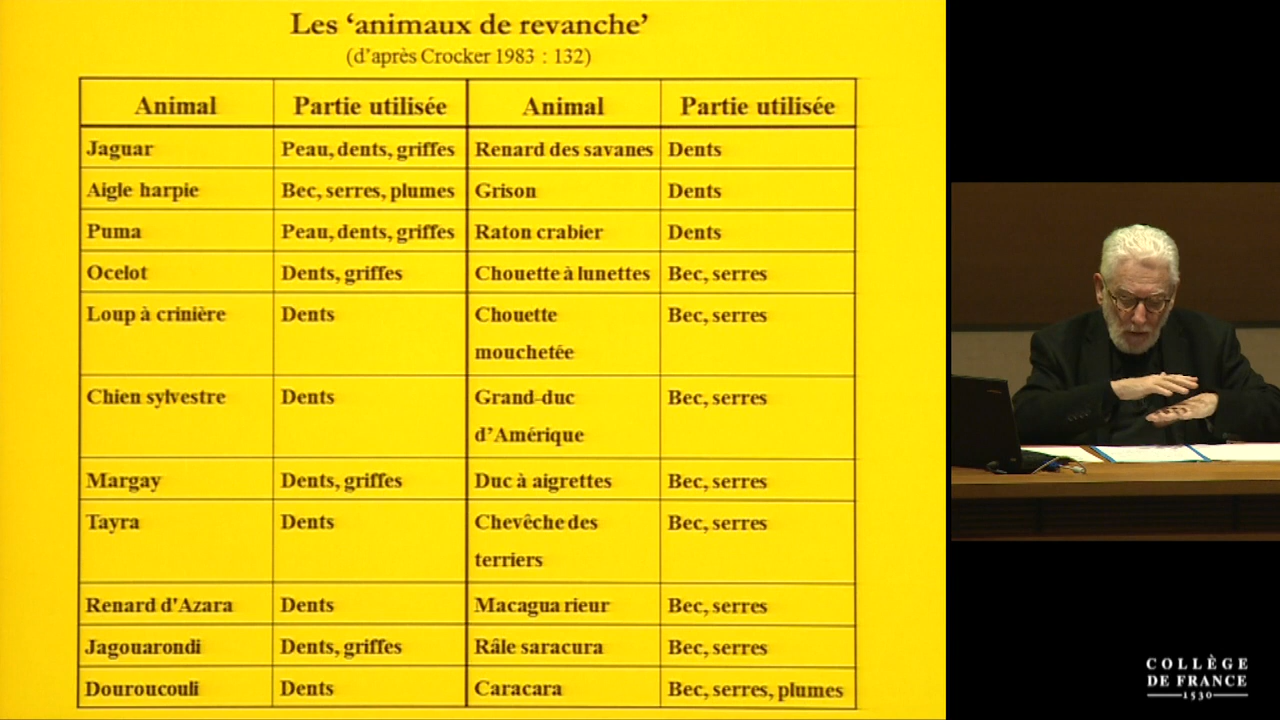 Les ‘animaux de revanche’
(d’après Crocker 1983 : 132)
Animal Partie utilisée Animal Partie utilisée
Jaguar Peau, dents, griffes Renard des savanes Dents
Aigle harpie Bec, serres, plumes Grison Dents
Puma Peau, dents, griffes Raton crabier Dents
Ocelot Dents, griffes Chouette à lunettes Bec, serres
Loup à crinière Dents Chouette Bec, serres
mouchetée
Chien sylvestre Dents Grand-duc Bec, serres
d’Amérique
Margay Dents, griffes Duc à aigrettes Bec, serres
Tayra Dents Chevêche des Bec, serres
terriers
Renard d'Azara Dents Macagua rieur Bec, serres
Jagouarondi Dents, griffes Râle saracura Bec, serres
Douroucouli Dents Caracara Bec, serres, plumes
COLLÈGE
DE FRANCE
1530